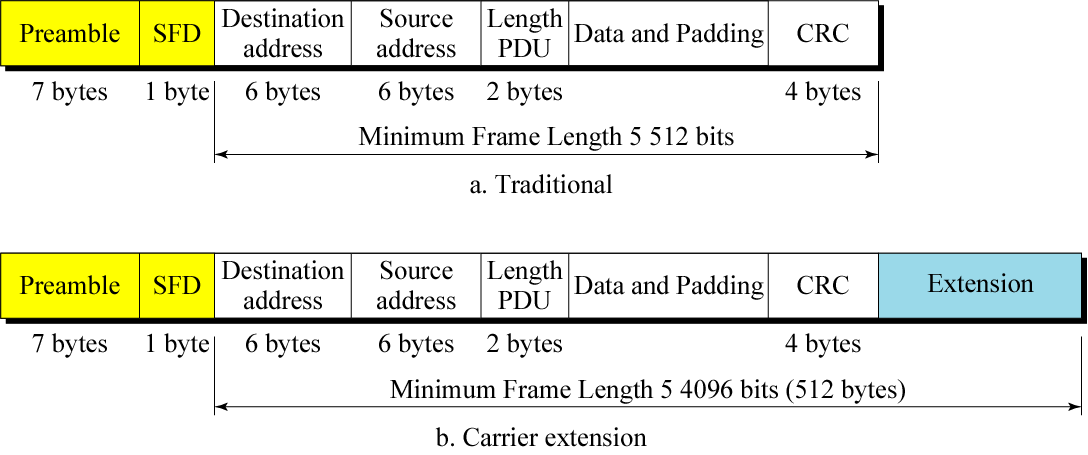 Preamble SFD Destination address Source address Length PDU Data and Padding CRC
7 bytes 1 byte 6 bytes 6 bytes 2 bytes 4 bytes
Minimum Frame Length 5 512 bits
a. Traditional
Preamble SFD Destination address Source address Length PDU Data and Padding CRC Extension
7 bytes 1 byte 6 bytes 6 bytes 2 bytes 4 bytes
Minimum Frame Length 5 4096 bits (512 bytes)
b. Carrier extension